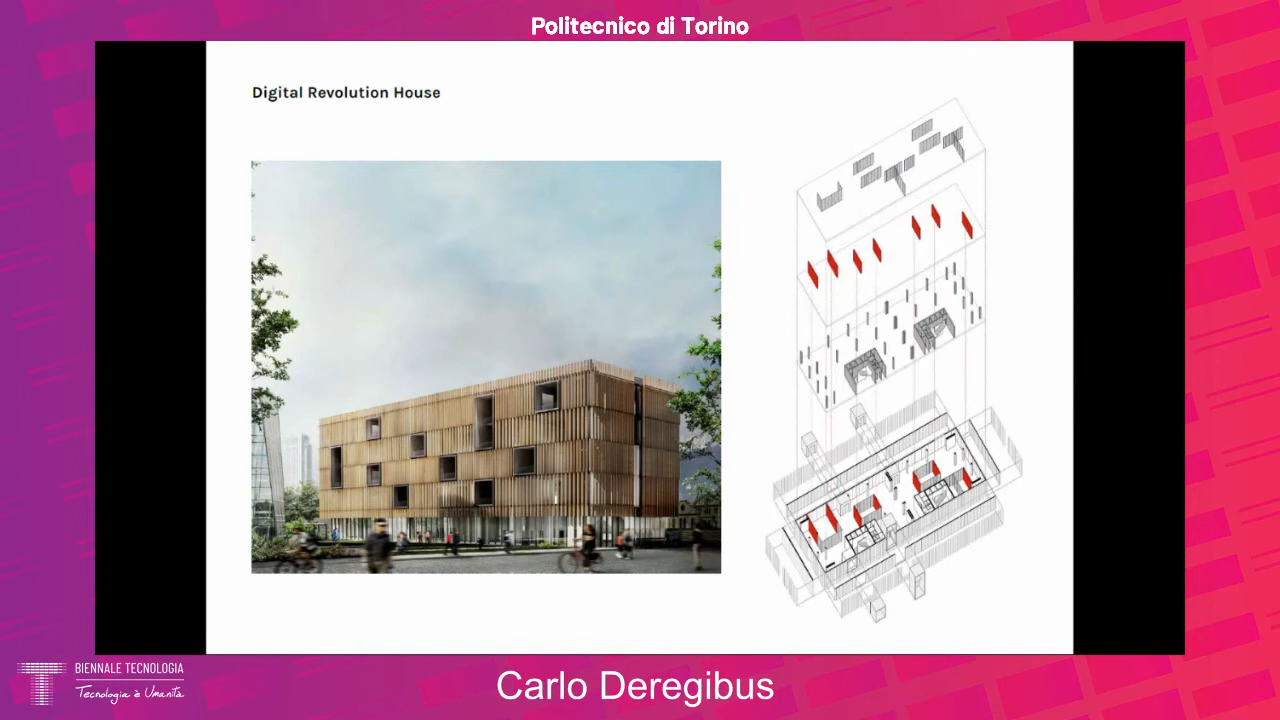 Politecnico di Torino
Digital Revolution House
BIENNALE TECNOLOGIA
Tecnologia è Umanità
Carlo Deregibus